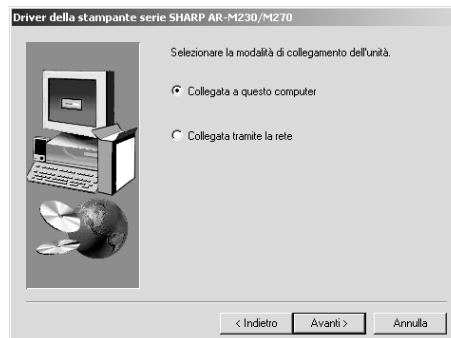 Driver della stampante serie SHARP AR-M230/M270
Selezionare la modalità di collegamento dell'unità.
Collegata a questo computer
Collegata tramite la rete
< Indietro
Avanti >
Annulla